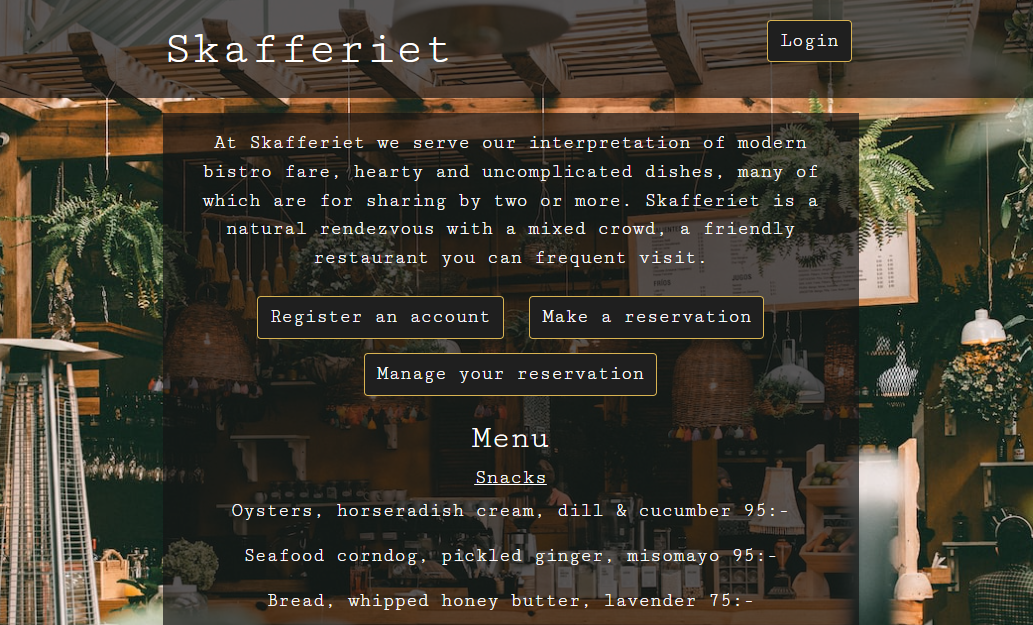 Skafferiet
Login
At Skafferiet we serve our interpretation of modern
bistro fare, hearty and uncomplicated dishes, many of
which are for sharing by two or more. Skafferiet is a
natural rendezvous with a mixed crowd, a friendly
restaurant you can frequent visit.
Register an account
Make a reservation
Manage your reservation
Menu
Snacks
Oysters, horseradish cream, dill & cucumber 95:-
Seafood corndog, pickled ginger, misomayo 95:-
Bread, whipped honey butter, lavender 75:-